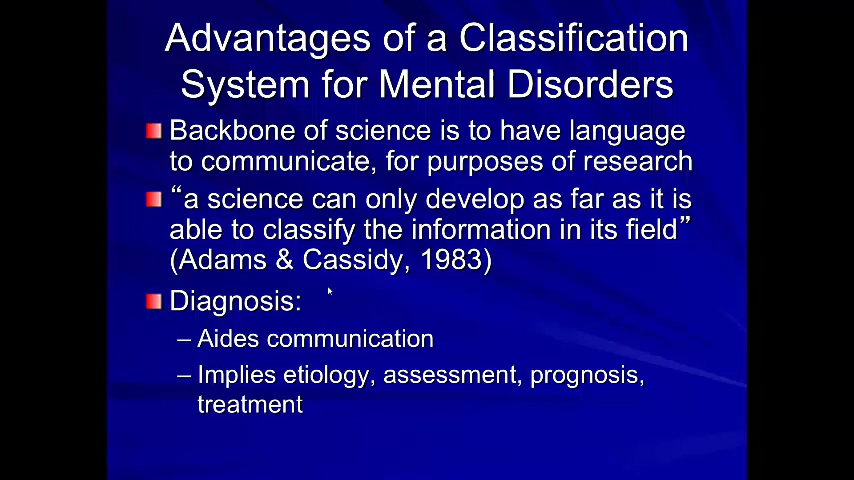 Advantages of a Classification
System for Mental Disorders
Backbone of science is to have language
to communicate, for purposes of research
“a science can only develop as far as it is
able to classify the information in its field”
(Adams & Cassidy, 1983)
Diagnosis:
– Aides communication
– Implies etiology, assessment, prognosis,
treatment